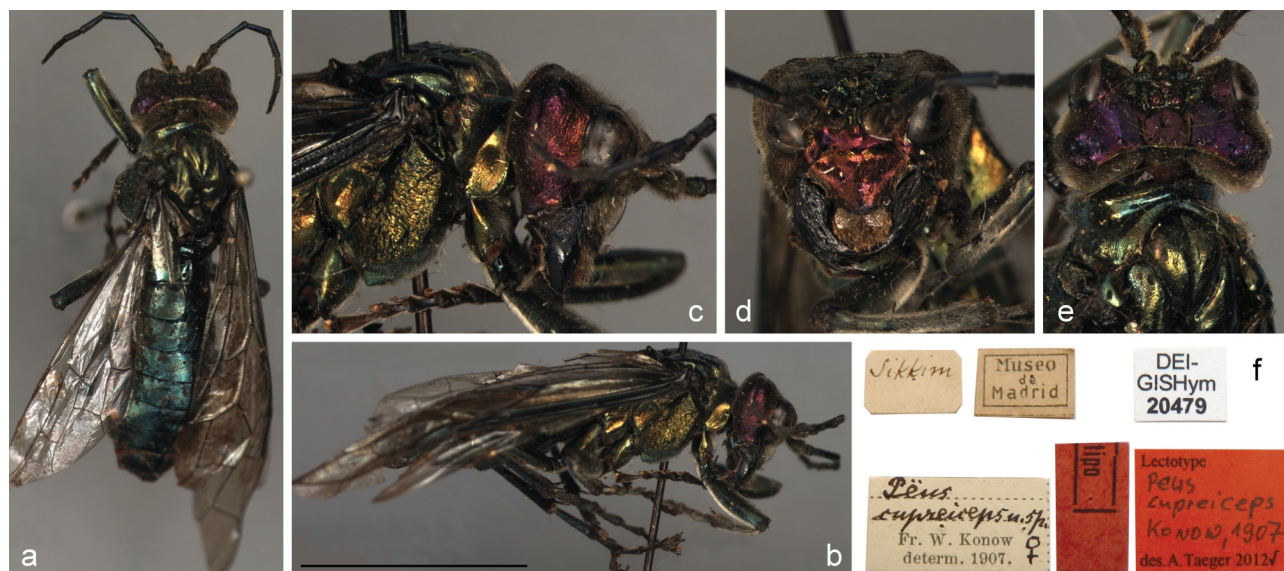 a
b
c
d
e
f
Sikkim
Museo
de
Madrid
DEI-
GISHym
20479
Pëus
cupreiceps n. sp.
Fr. W. Konow
determ. 1907. ♀
Lectotype
Peus
cupreiceps
Konow, 1907
des. A. Taeger 2012